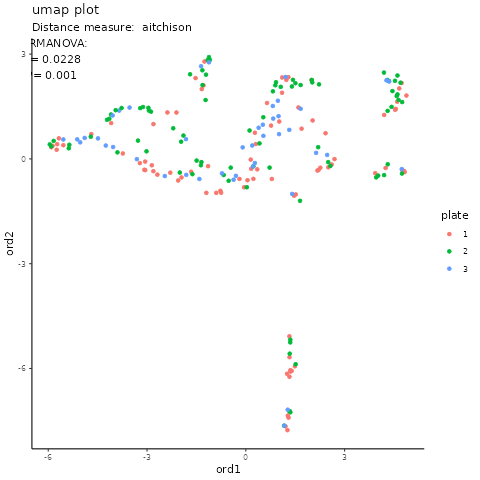 umap plot
Distance measure: aitchison
RMANOVA:
= 0.0228
= 0.001
plate
1
2
3
3
0
-3
-6
-6
-3
0
3
ord1
ord2